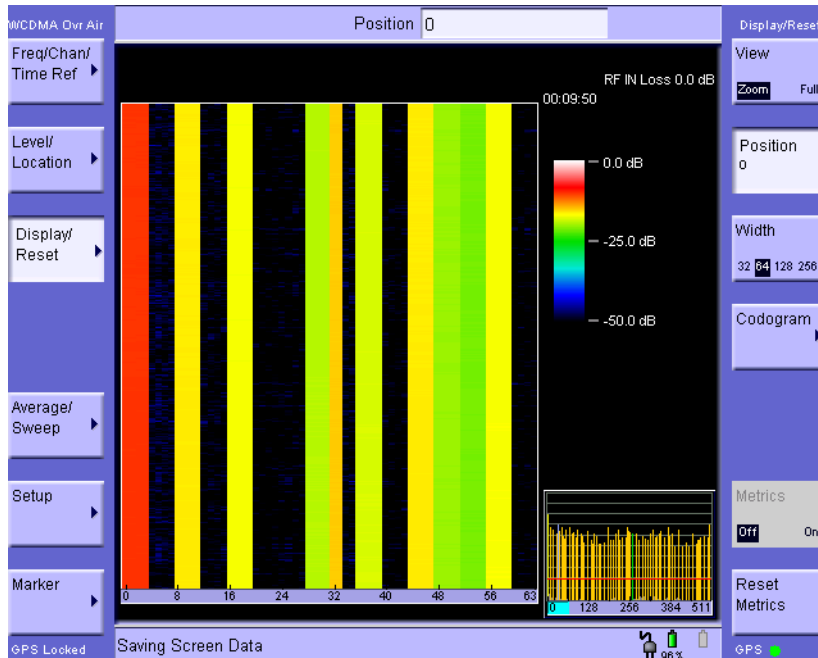 WCDMA Ovr Air
Position 0
Display/Reset
Freq/Chan/
Time Ref
Level/
Location
Display/
Reset
Average/
Sweep
Setup
Marker
GPS Locked
RF IN Loss 0.0 dB
00:09:50
0.0 dB
-25.0 dB
-50.0 dB
0 8 16 24 32 40 48 56 63
0 128 256 384 511
Saving Screen Data
96%
View
Zoom Full
Position
0
Width
32 64 128 256
Codogram
Metrics
Off On
Reset
Metrics
GPS